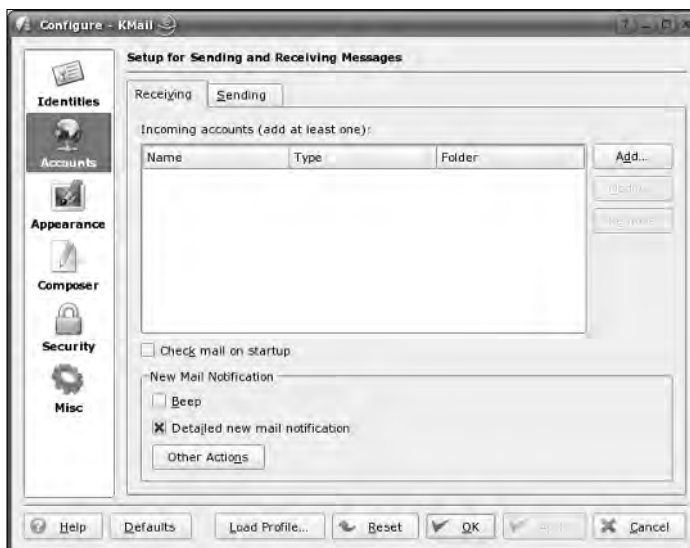 Configure - KMail
Setup for Sending and Receiving Messages
Identities
Accounts
Appearance
Composer
Security
Misc
Receiving
Sending
Incoming accounts (add at least one):
Name Type Folder
Add...
Check mail on startup
New Mail Notification
Beep
Detailed new mail notification
Other Actions
Help Defaults Load Profile... Reset OK Cancel